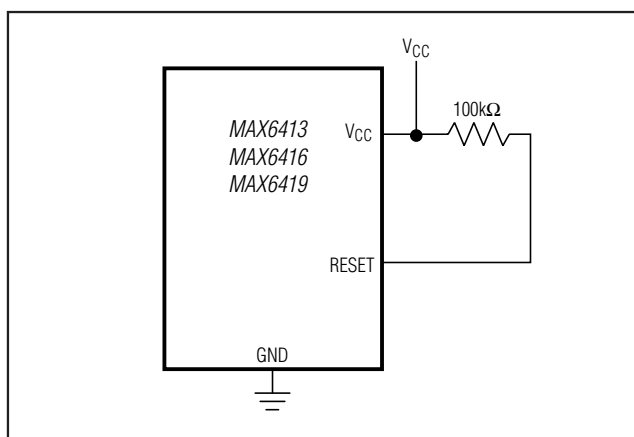 VCC
100kΩ
MAX6413
VCC
MAX6416
MAX6419
RESET
GND